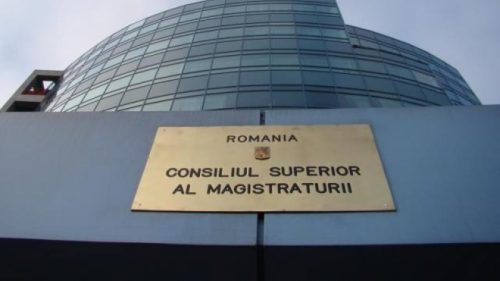 ROMANIA
CONSILIUL SUPERIOR
AL MAGISTRATURII